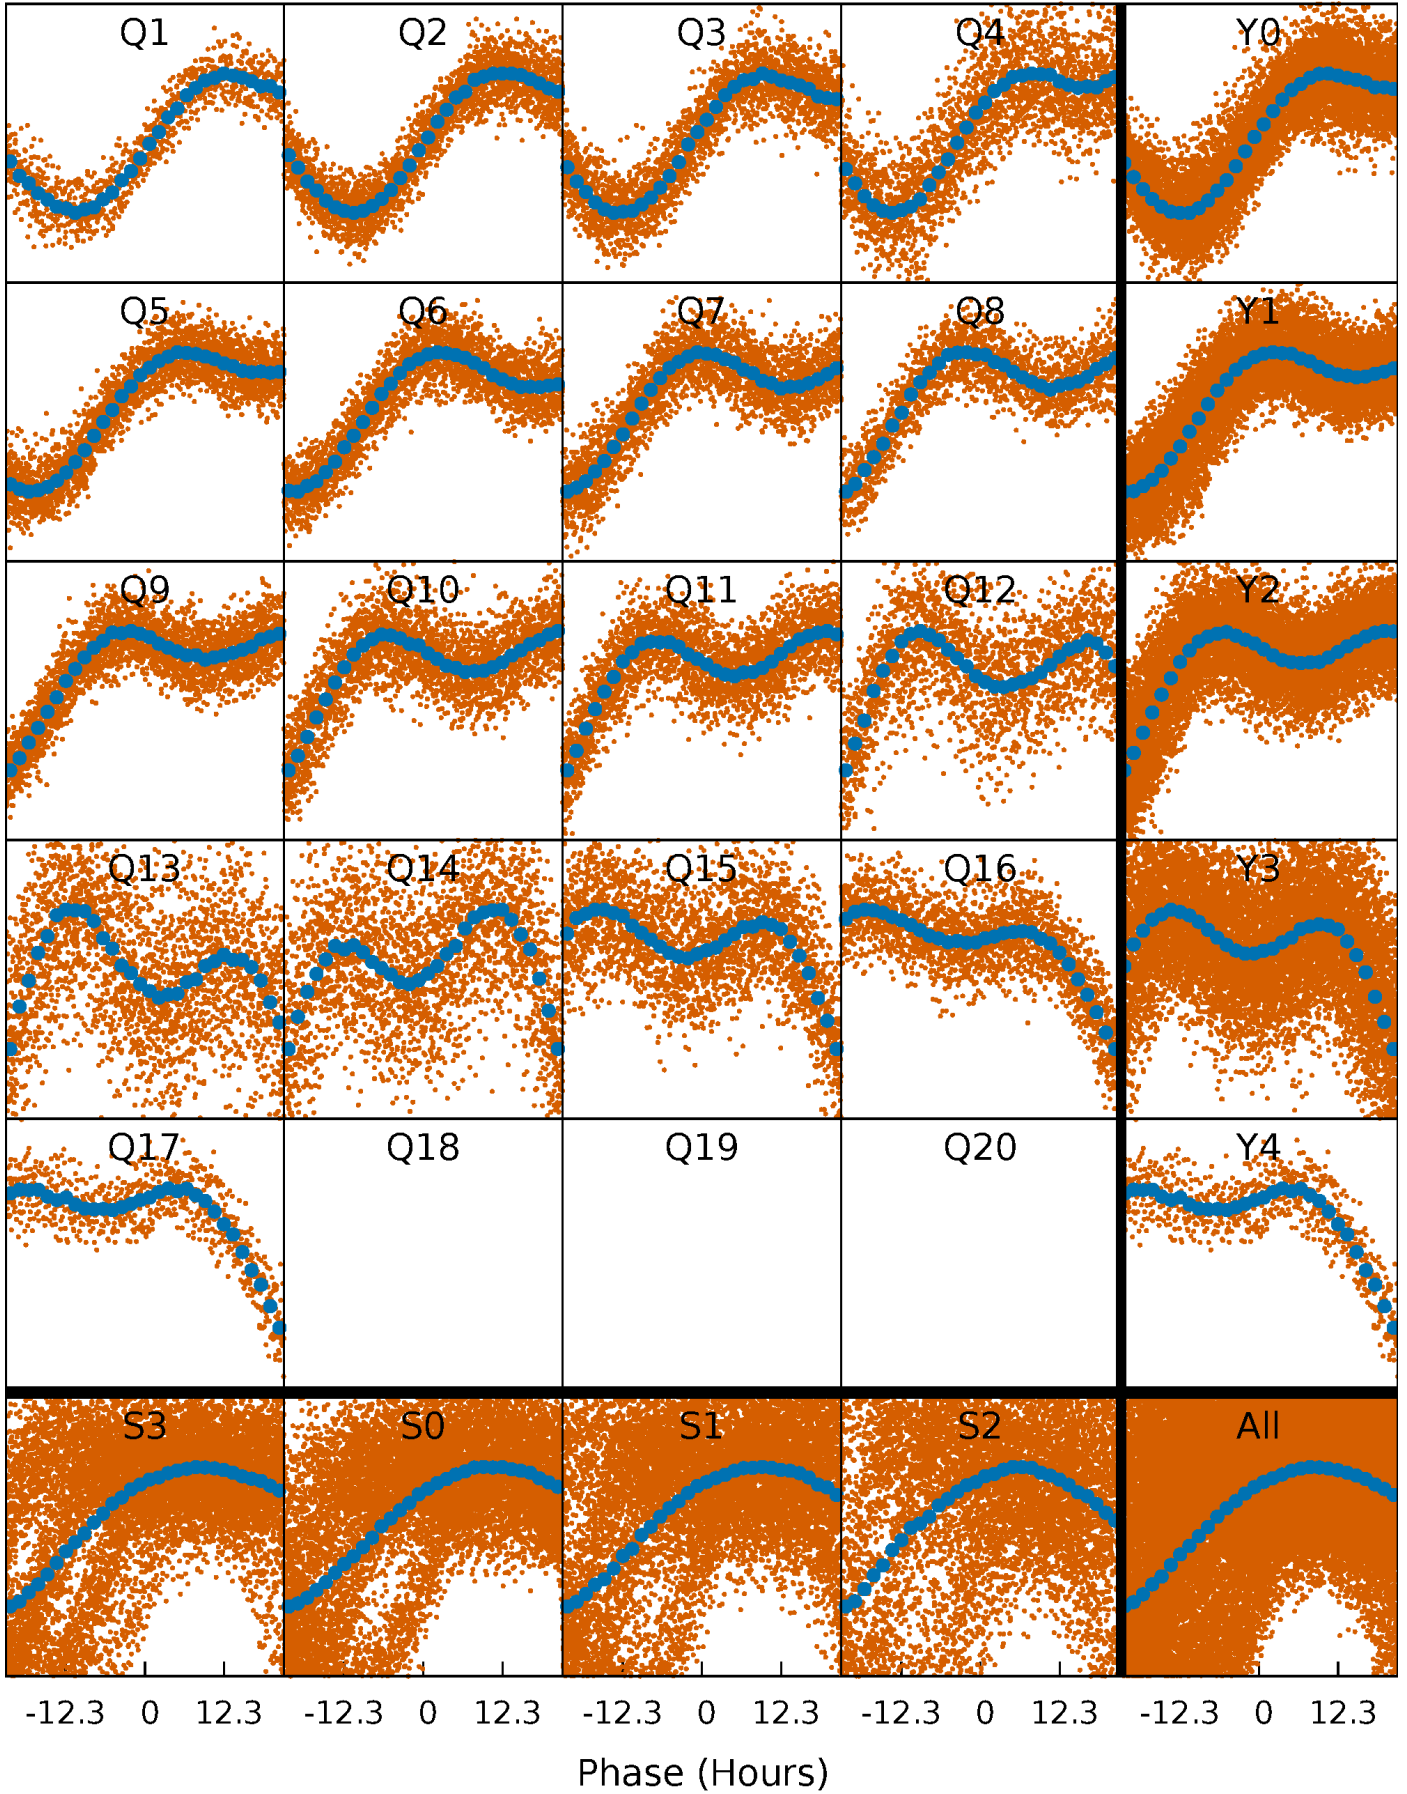 Q1 Q2 Q3 Q4 Y0
Q5 Q6 Q7 Q8 Y1
Q9 Q10 Q11 Q12 Y2
Q13 Q14 Q15 Q16 Y3
Q17 Q18 Q19 Q20 Y4
S3 S0 S1 S2 All
-12.3 0 12.3 -12.3 0 12.3 -12.3 0 12.3 -12.3 0 12.3 -12.3 0 12.3
Phase (Hours)